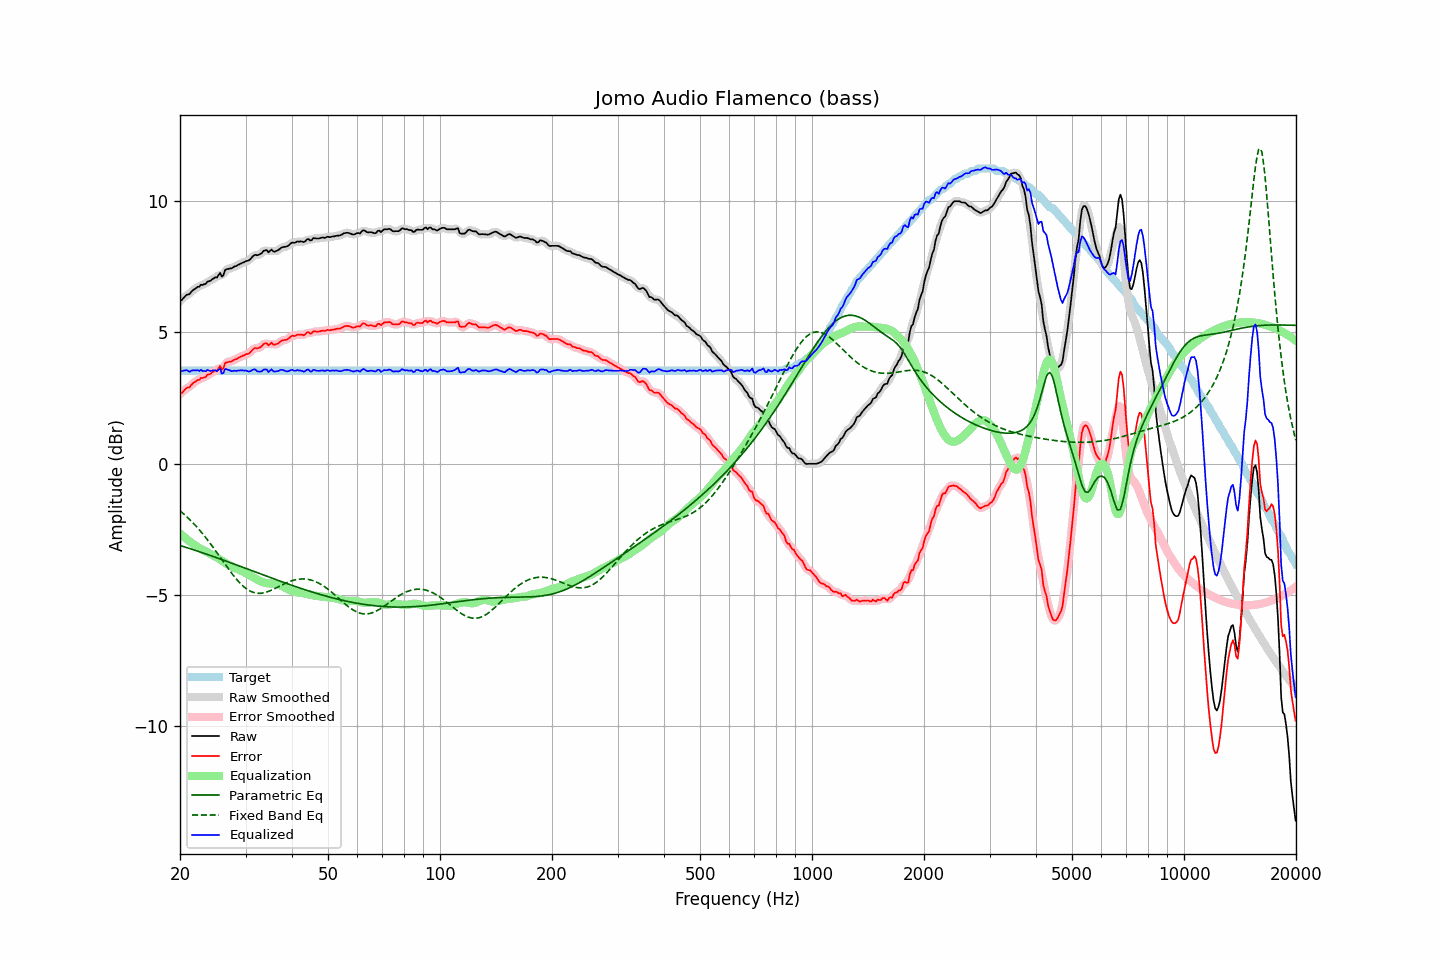 Jomo Audio Flamenco (bass)
Amplitude (dBr)
10
5
0
−5
−10
Target
Raw Smoothed
Error Smoothed
Raw
Error
Equalization
Parametric Eq
Fixed Band Eq
Equalized
20 50 100 200 500 1000 2000 5000 10000 20000
Frequency (Hz)